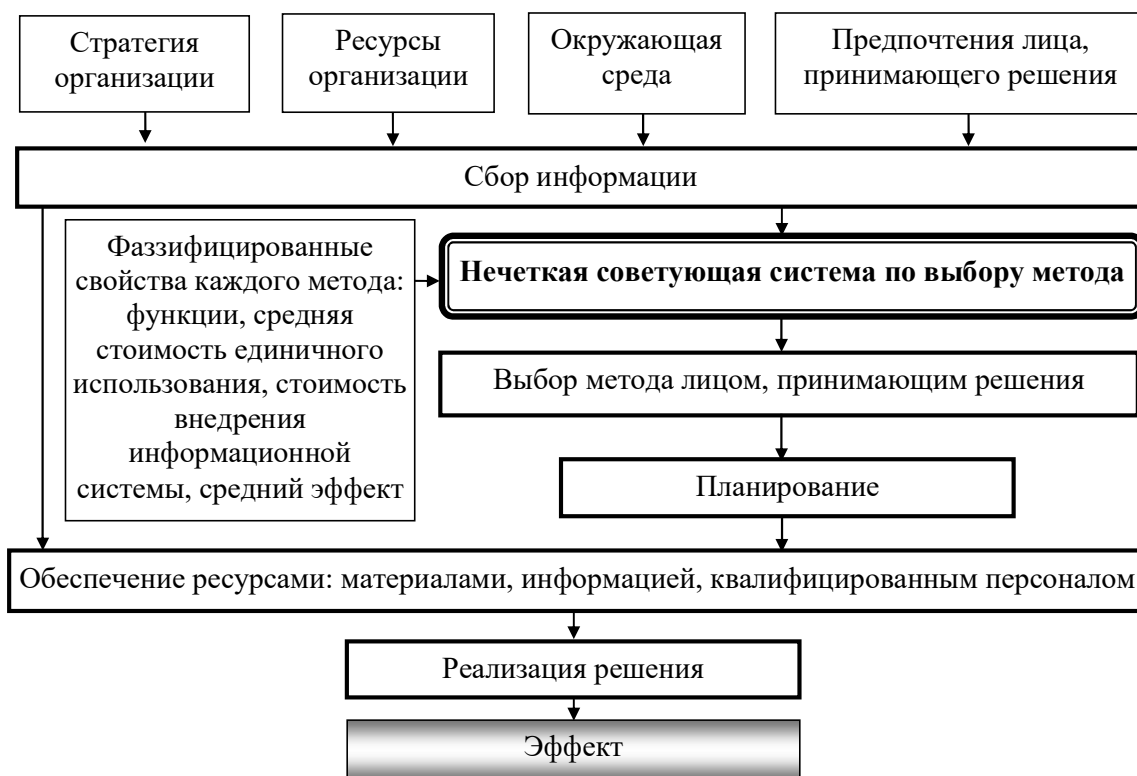 Стратегия
организации
Ресурсы
организации
Окружающая
среда
Предпочтения лица,
принимающего решения
Сбор информации
Фаззифицированные
свойства каждого метода:
функции, средняя
стоимость единичного
использования, стоимость
внедрения
информационной
системы, средний эффект
Нечеткая советующая система по выбору метода
Выбор метода лицом, принимающим решения
Планирование
Обеспечение ресурсами: материалами, информацией, квалифицированным персоналом
Реализация решения
Эффект